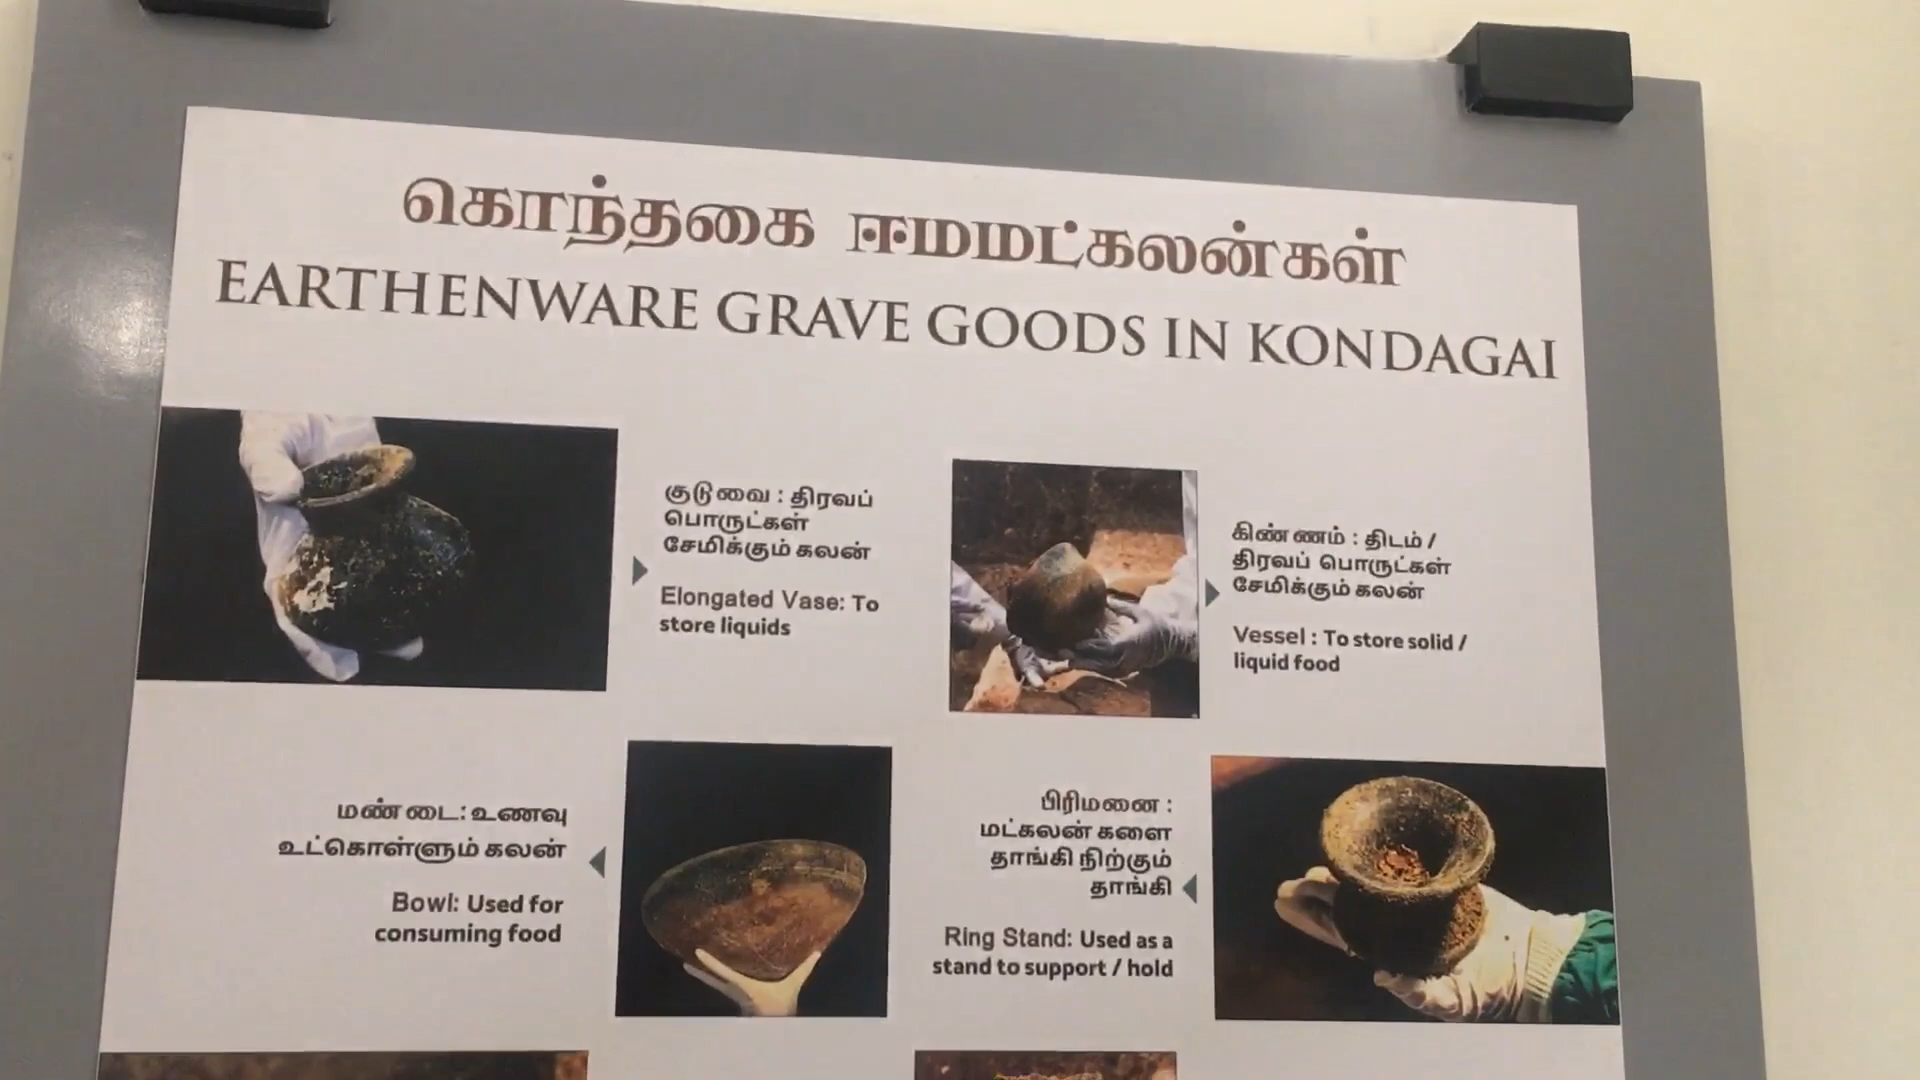 கொந்தகை ஈமமட்கலன்கள்
EARTHENWARE GRAVE GOODS IN KONDAGAI
குடுவை : திரவப்
பொருட்கள்
சேமிக்கும் கலன்
Elongated Vase: To
store liquids
கிண்ணம் : திடம் /
திரவப் பொருட்கள்
சேமிக்கும் கலன்
Vessel : To store solid /
liquid food
மண்டை: உணவு
உட்கொள்ளும் கலன்
Bowl: Used for
consuming food
பிரிமனை :
மட்கலன்களை
தாங்கி நிற்கும்
தாங்கி
Ring Stand: Used as a
stand to support / hold